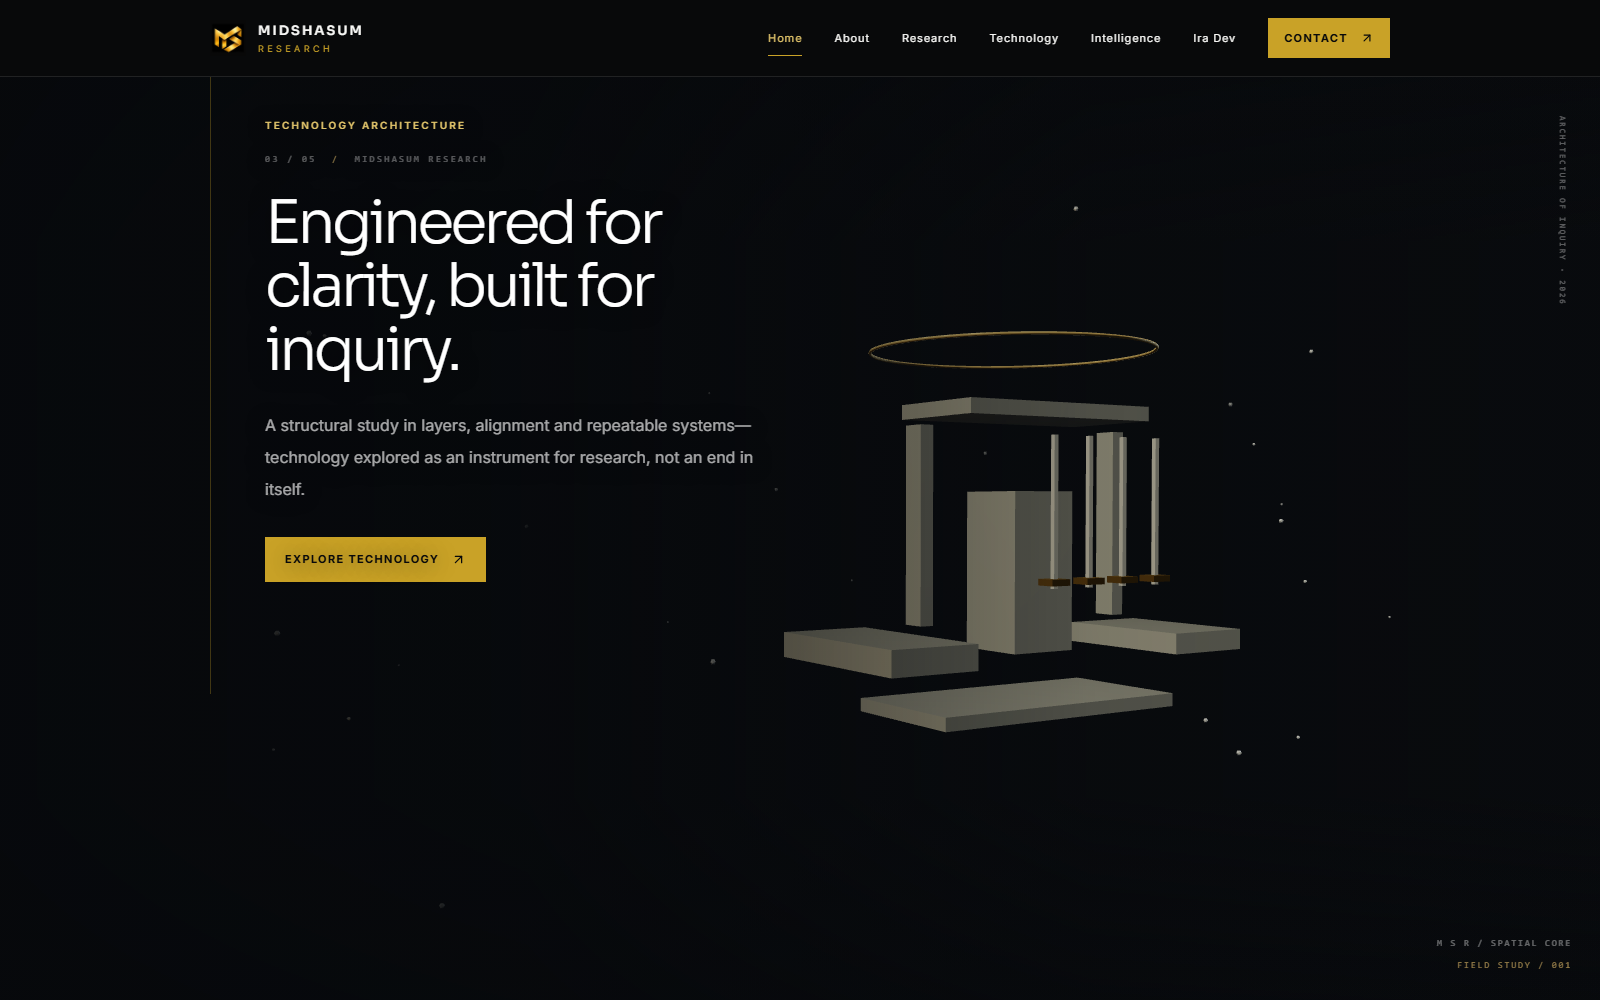 MIDSHASUM
RESEARCH
Home
About
Research
Technology
Intelligence
Ira Dev
CONTACT
TECHNOLOGY ARCHITECTURE
03 / 05 / MIDSHASUM RESEARCH
Engineered for
clarity, built for
inquiry.
A structural study in layers, alignment and repeatable systems—
technology explored as an instrument for research, not an end in
itself.
EXPLORE TECHNOLOGY
ARCHITECTURE OF INQUIRY · 2026
M S R / SPATIAL CORE
FIELD STUDY / 001